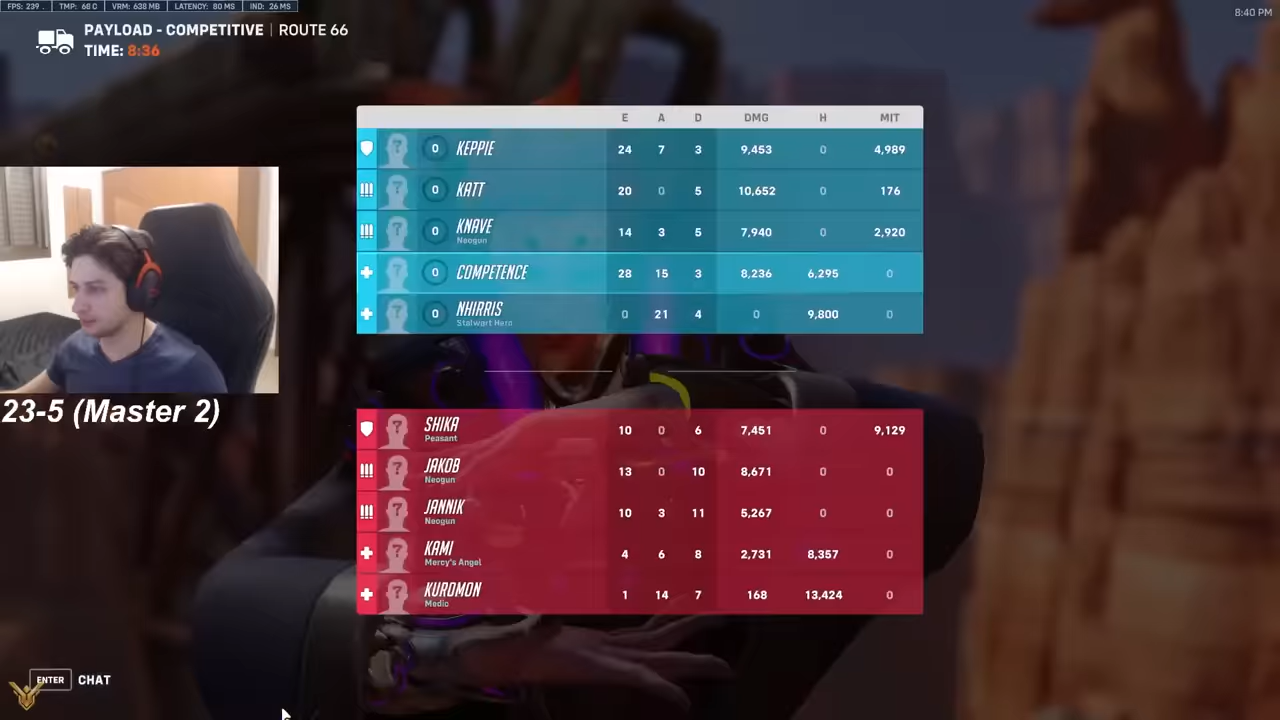 FPS: 239 . TMP: 68 C VRM: 638 MB LATENCY: 80 MS IND: 26 MS
8:40 PM
PAYLOAD - COMPETITIVE | ROUTE 66
TIME: 8:36
E A D DMG H MIT
0 KEPPIE 24 7 3 9,453 0 4,989
0 KATT 20 0 5 10,652 0 176
0 KNAVE 14 3 5 7,940 0 2,920
Neogun
0 COMPETENCE 28 15 3 8,236 6,295 0
0 NHIRRIS 0 21 4 0 9,800 0
Stalwart Hero
23-5 (Master 2)
SHIKA 10 0 6 7,451 0 9,129
Peasant
JAKOB 13 0 10 8,671 0 0
Neogun
JANNIK 10 3 11 5,267 0 0
Neogun
KAMI 4 6 8 2,731 8,357 0
Mercy's Angel
KURDMON 1 14 7 168 13,424 0
Medic
ENTER CHAT